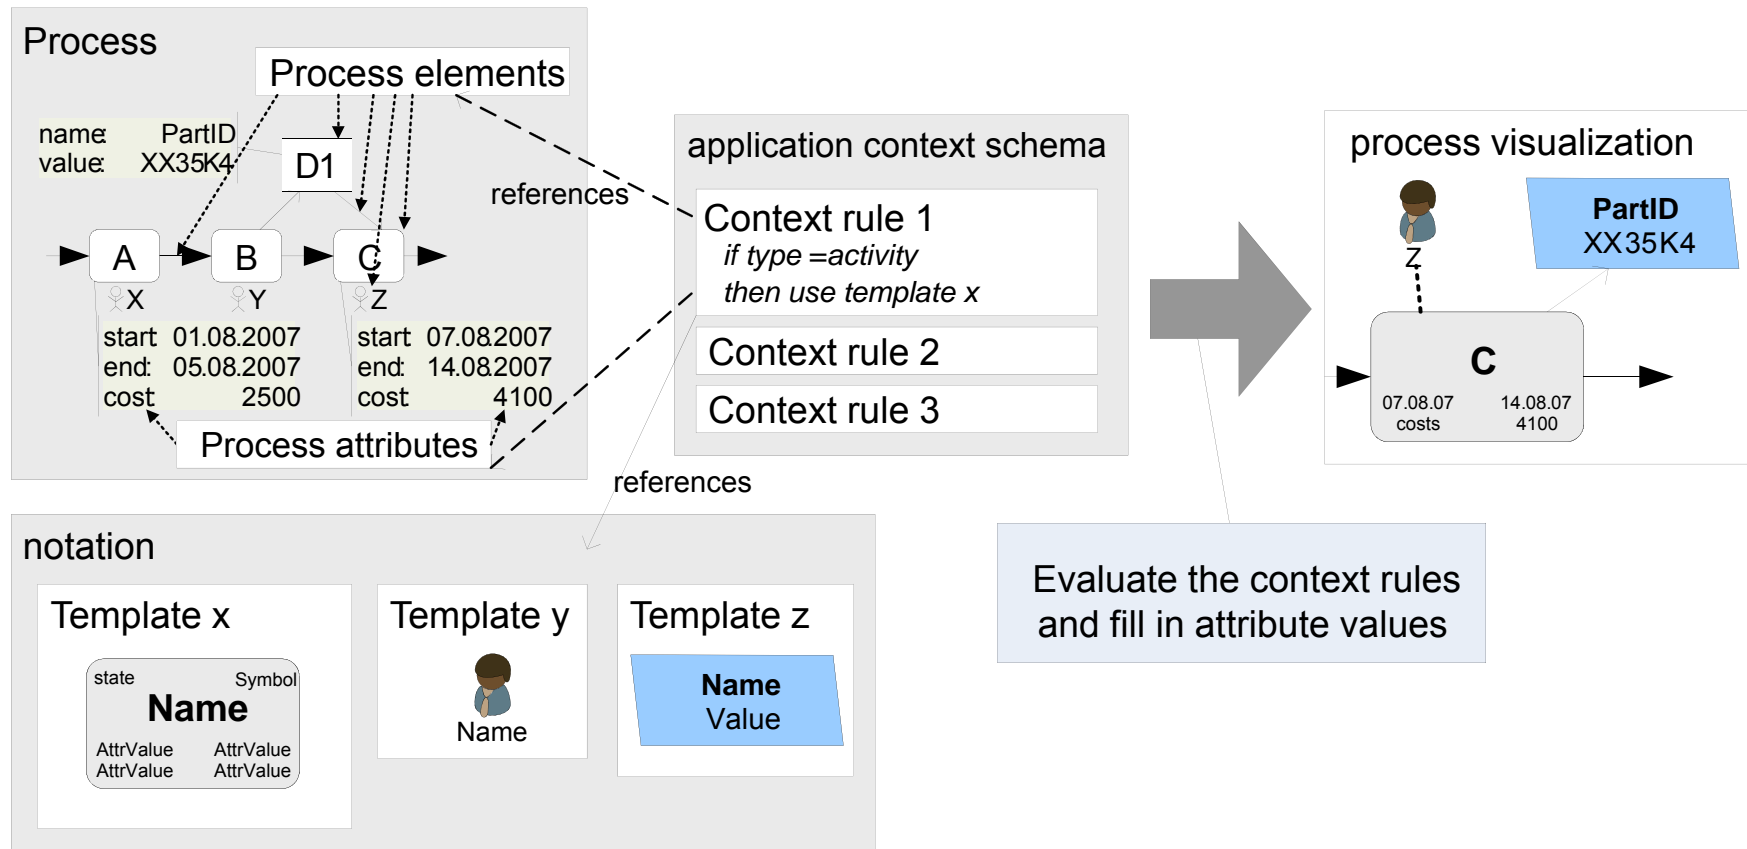 Process
Process elements
name: PartID
value: XX35K4
D1
A
B
C
X
Y
Z
start 01.08.2007
end: 05.08.2007
cost 2500
start 07.08.2007
end: 14.08.2007
cost 4100
Process attributes
references
application context schema
Context rule 1
if type =activity
then use template x
Context rule 2
Context rule 3
references
process visualization
Z
PartID
XX35K4
C
07.08.07 14.08.07
costs 4100
Evaluate the context rules
and fill in attribute values
notation
Template x
state Symbol
Name
AttrValue AttrValue
AttrValue AttrValue
Template y
Name
Template z
Name
Value